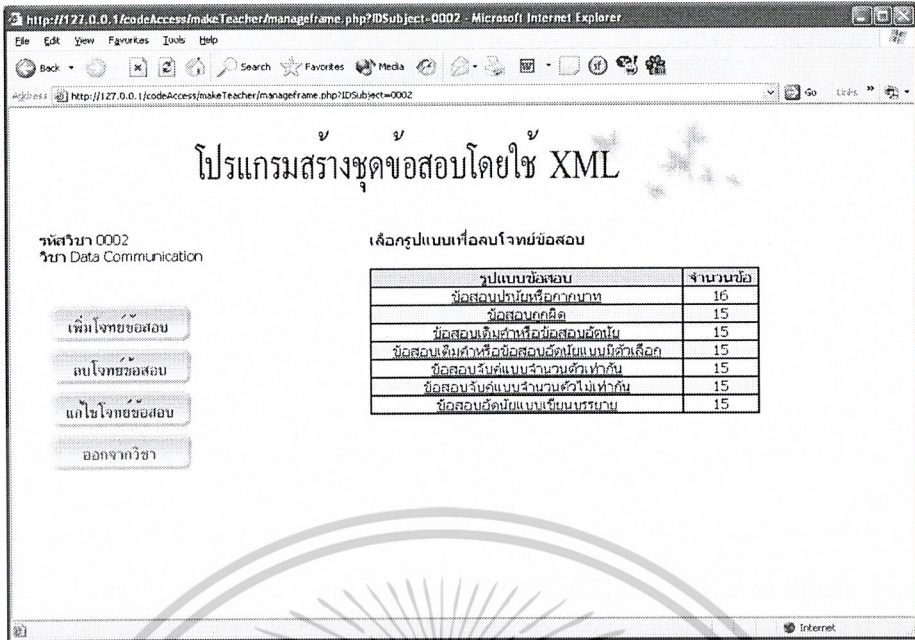 http://127.0.0.1/codeAccess/makeTeacher/manageframe.php?IDSubject=0002 - Microsoft Internet Explorer
File Edit View Favorites Tools Help
Back Search Favorites Media
Address http://127.0.0.1/codeAccess/makeTeacher/manageframe.php?IDSubject=0002 Go Links »
โปรแกรมสร้างชุดข้อสอบโดยใช้ XML
รหัสวิชา 0002
วิชา Data Communication
เพิ่มโจทย์ข้อสอบ
ลบโจทย์ข้อสอบ
แก้ไขโจทย์ข้อสอบ
ออกจากวิชา
เลือกรูปแบบเพื่อลบโจทย์ข้อสอบ
รูปแบบข้อสอบ จำนวนข้อ
ข้อสอบปรนัยหรือกากบาท 16
ข้อสอบถูกผิด 15
ข้อสอบเติมคำหรือข้อสอบอัตนัย 15
ข้อสอบเติมคำหรือข้อสอบอัตนัยแบบมีตัวเลือก 15
ข้อสอบจับคู่แบบจำนวนตัวเท่ากัน 15
ข้อสอบจับคู่แบบจำนวนตัวไม่เท่ากัน 15
ข้อสอบอัตนัยแบบเขียนบรรยาย 15
Internet